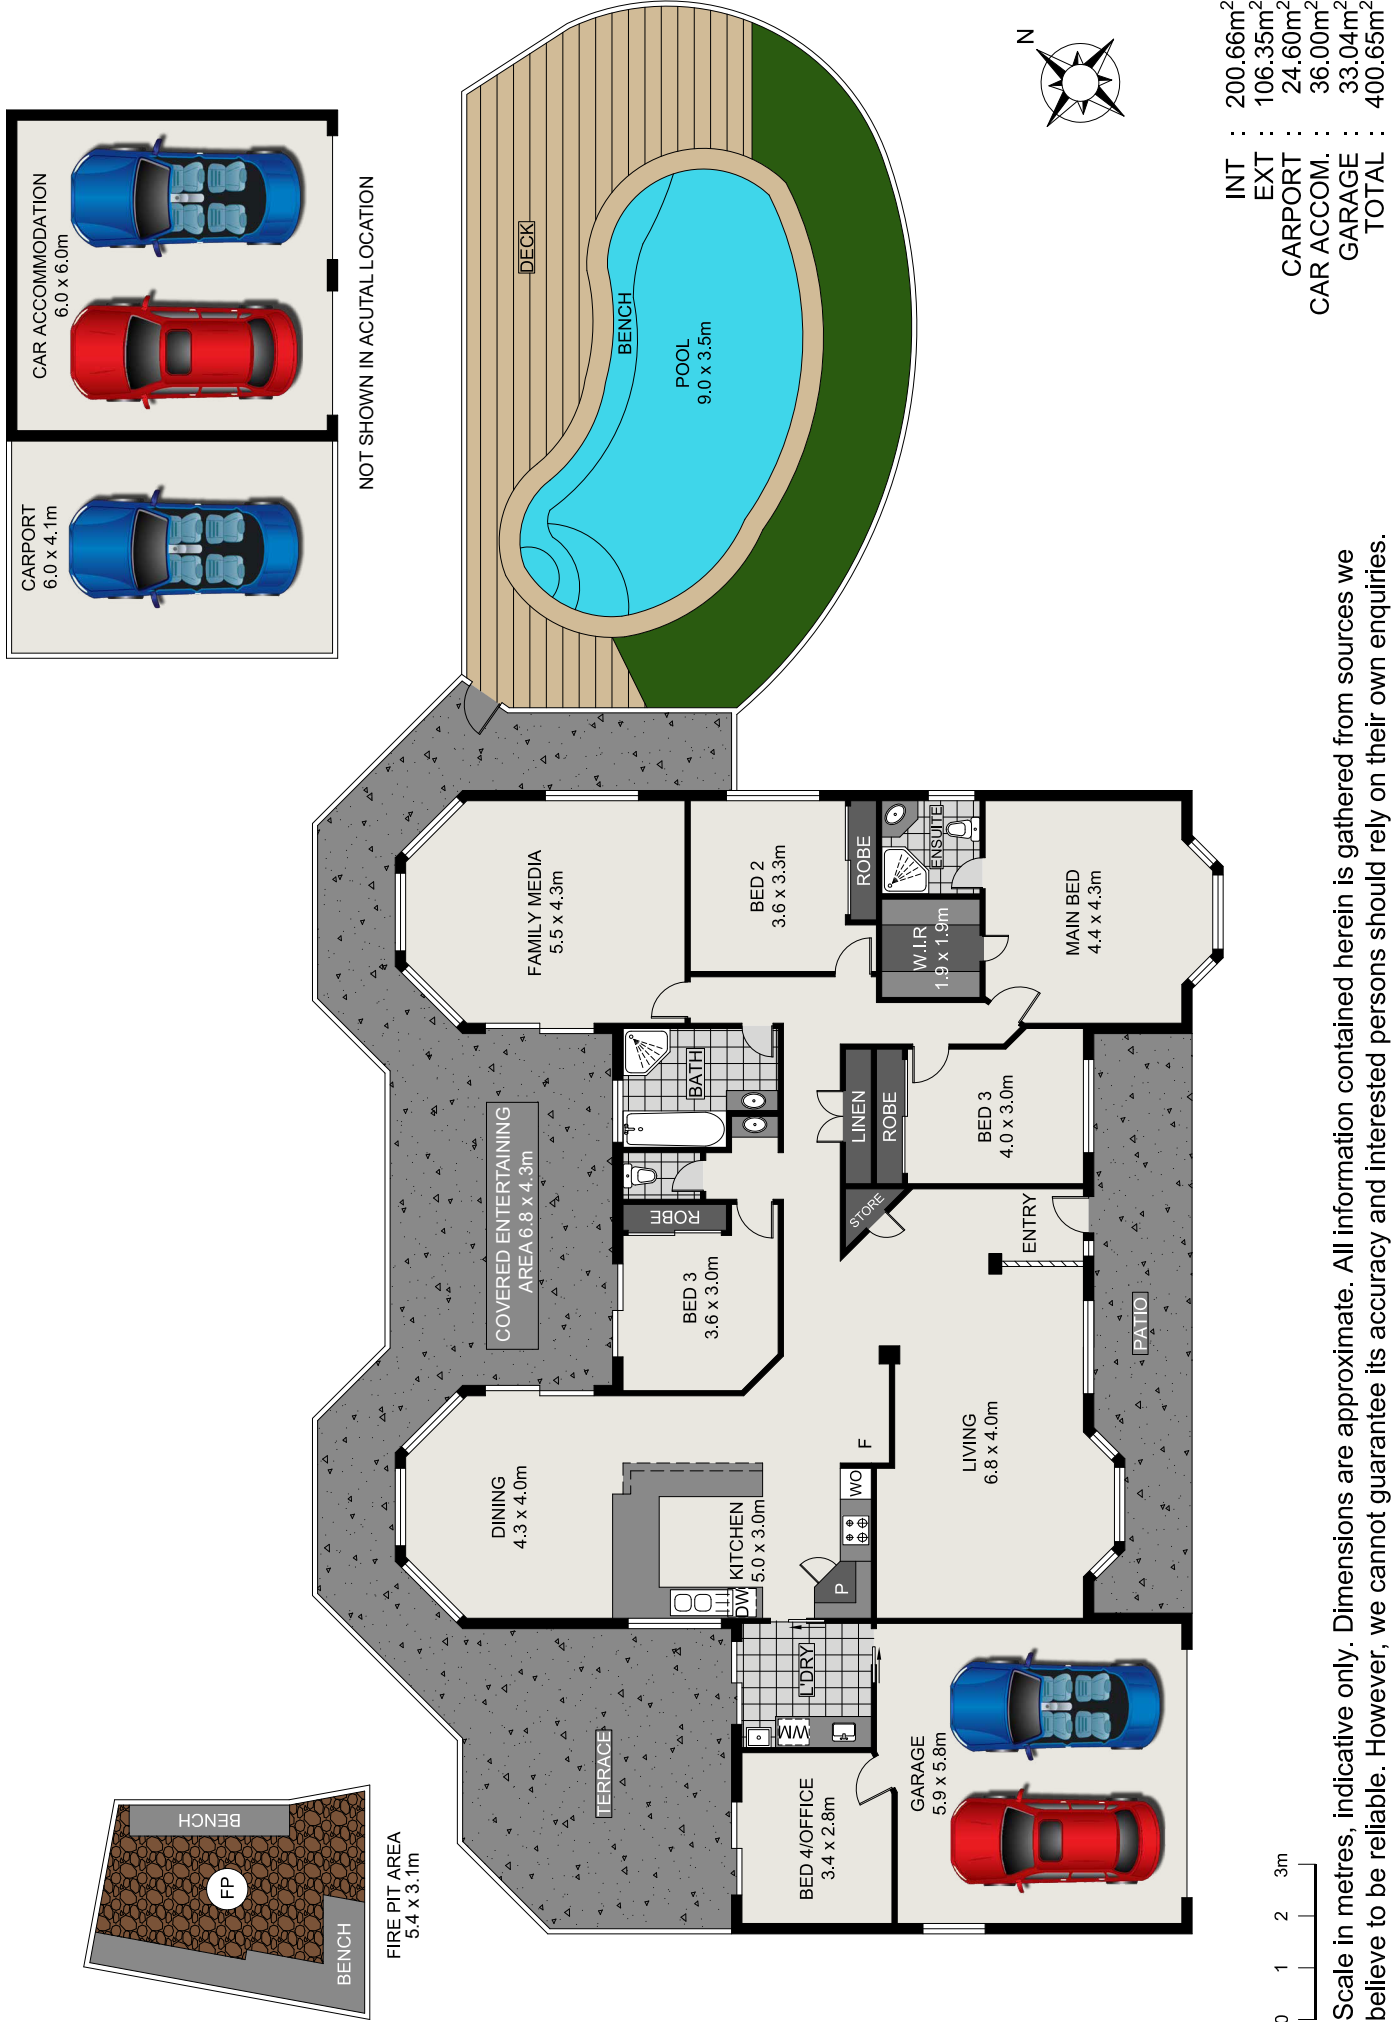 CAR ACCOMMODATION
6.0 x 6.0m
CARPORT
6.0 x 4.1m
NOT SHOWN IN ACUTAL LOCATION
DECK
BENCH
POOL
9.0 x 3.5m
N
FIRE PIT AREA
5.4 x 3.1m
BENCH
FP
BENCH
TERRACE
COVERED ENTERTAINING
AREA 6.8 x 4.3m
DINING
4.3 x 4.0m
FAMILY MEDIA
5.5 x 4.3m
KITCHEN
5.0 x 3.0m
DW
P
WO
F
BED 3
3.6 x 3.0m
ROBE
BATH
BED 2
3.6 x 3.3m
ROBE
ENSUITE
W.I.R
1.9 x 1.9m
MAIN BED
4.4 x 4.3m
LINEN
ROBE
BED 3
4.0 x 3.0m
STORE
ENTRY
LIVING
6.8 x 4.0m
PATIO
L'DRY
BED 4/OFFICE
3.4 x 2.8m
GARAGE
5.9 x 5.8m
0 1 2 3m
INT : 200.66m²
EXT : 106.35m²
CARPORT : 24.60m²
CAR ACCOM. : 36.00m²
GARAGE : 33.04m²
TOTAL : 400.65m²
Scale in metres, indicative only. Dimensions are approximate. All information contained herein is gathered from sources we
believe to be reliable. However, we cannot guarantee its accuracy and interested persons should rely on their own enquiries.